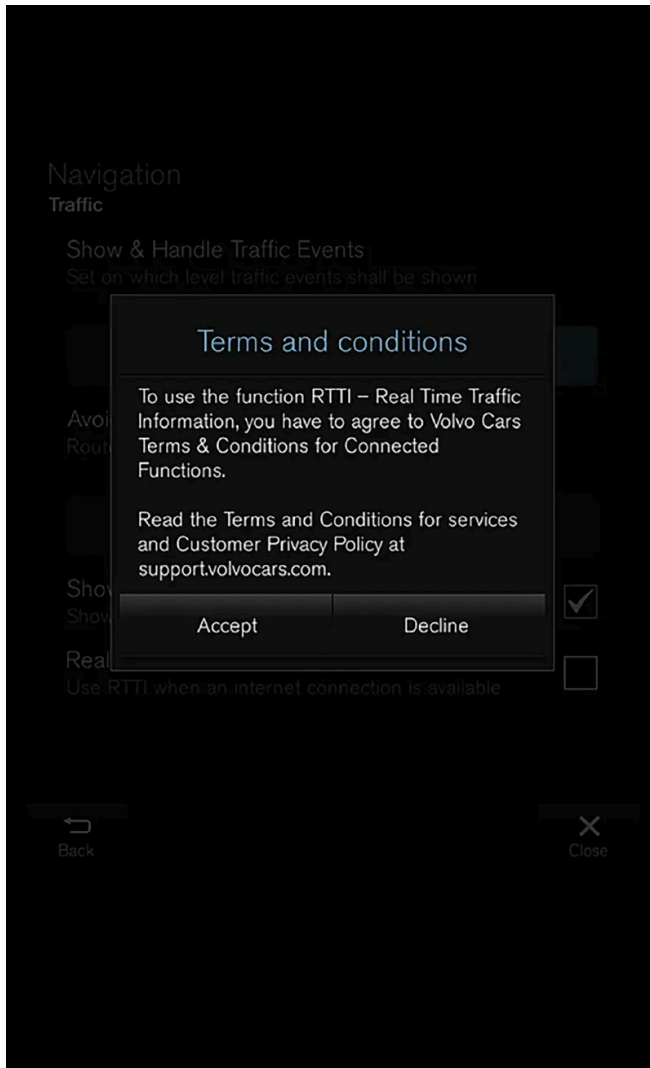 Navigation
Traffic
Show & Handle Traffic Events
Set on which level traffic events shall be shown
Terms and conditions
To use the function RTTI – Real Time Traffic
Information, you have to agree to Volvo Cars
Terms & Conditions for Connected
Functions.
Read the Terms and Conditions for services
and Customer Privacy Policy at
support.volvocars.com.
Accept
Decline
Use RTTI when an internet connection is available
Back
Close